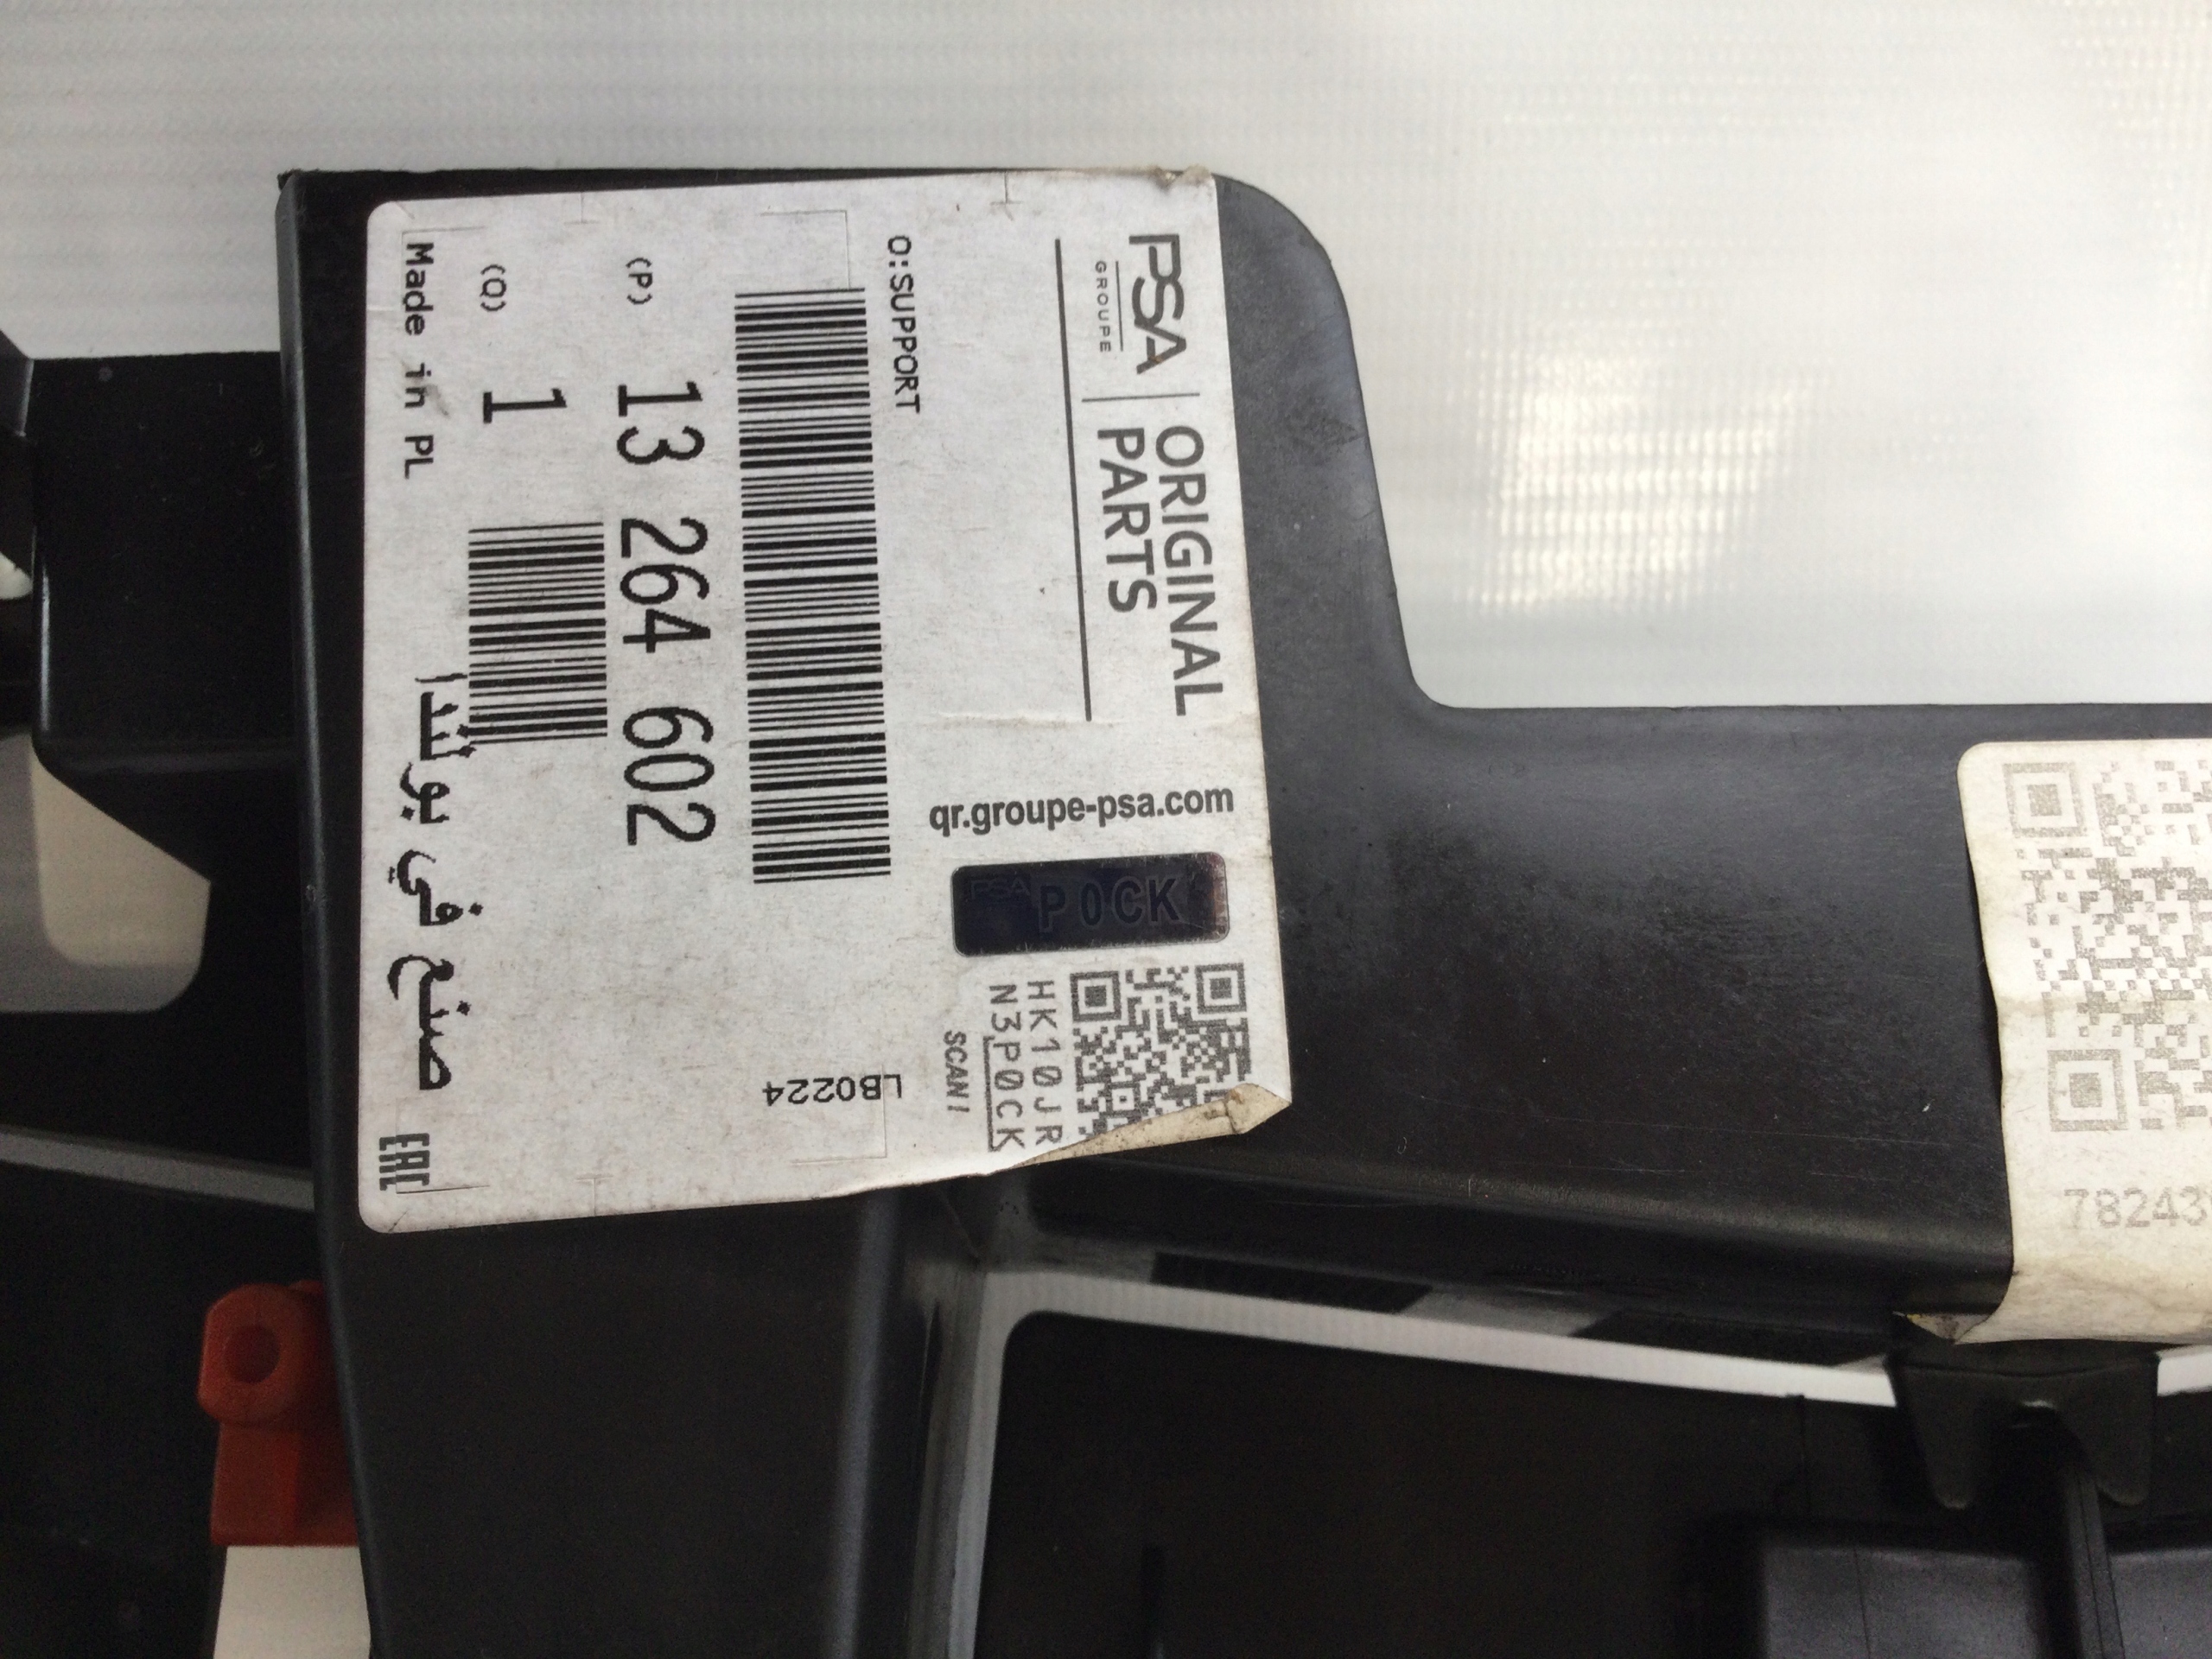 PSA
GROUPE
ORIGINAL
PARTS
qr.groupe-psa.com
PSA
P0CK
HK10JR
N3P0CK
SCAN!
O:SUPPORT
LB0224
(P) 13 264 602
(Q) 1
Made in PL
صنع في بولندا
EAC